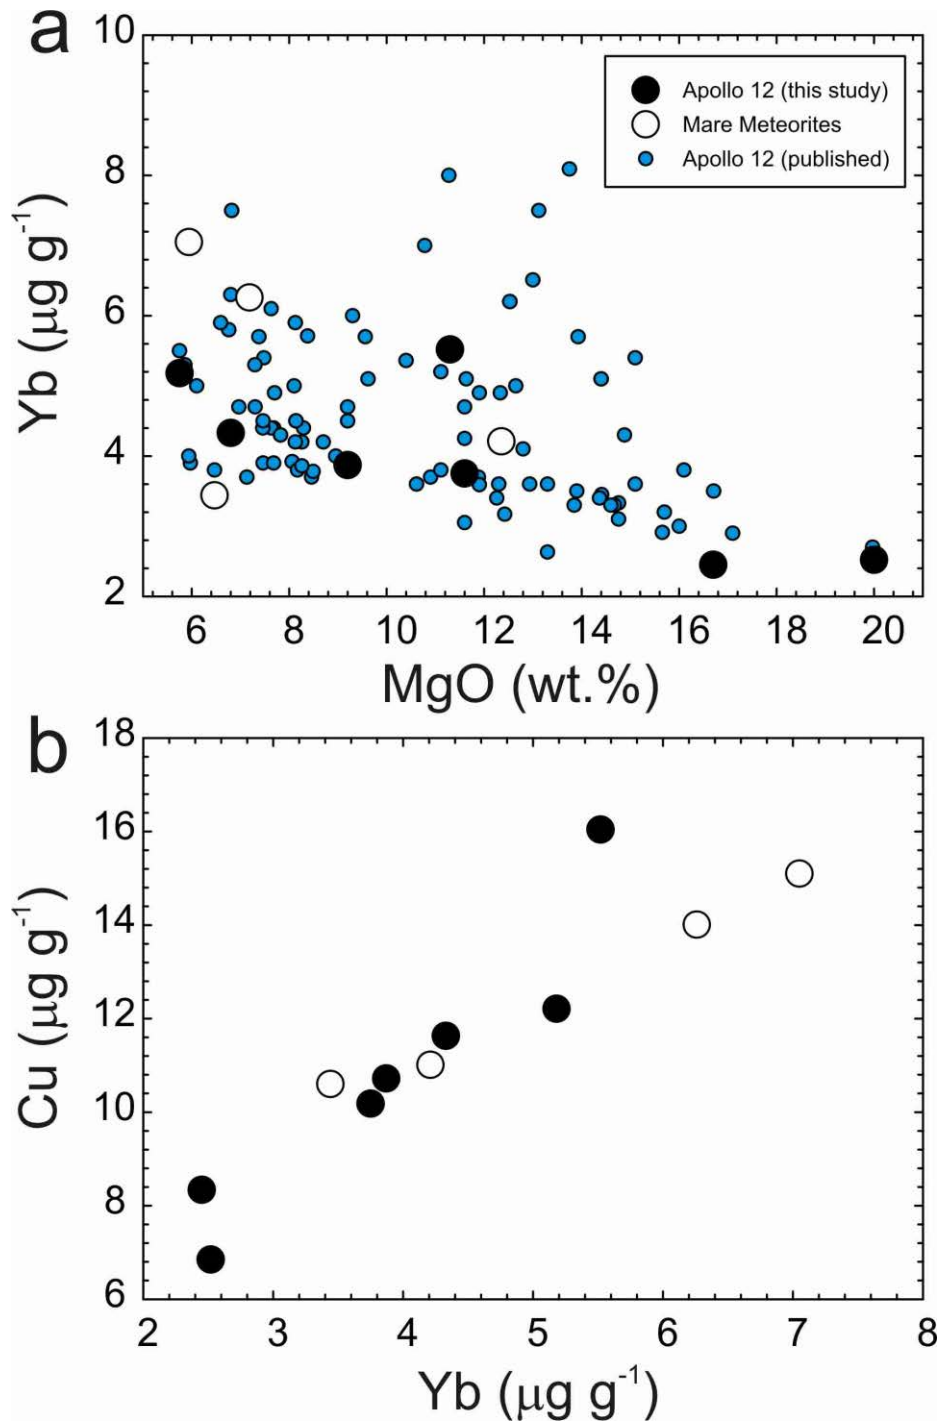 a
10
8
6
4
2
Yb (μg g-1)
Apollo 12 (this study)
Mare Meteorites
Apollo 12 (published)
6 8 10 12 14 16 18 20
MgO (wt.%)
b
18
16
14
12
10
8
6
Cu (μg g-1)
2 3 4 5 6 7 8
Yb (μg g-1)